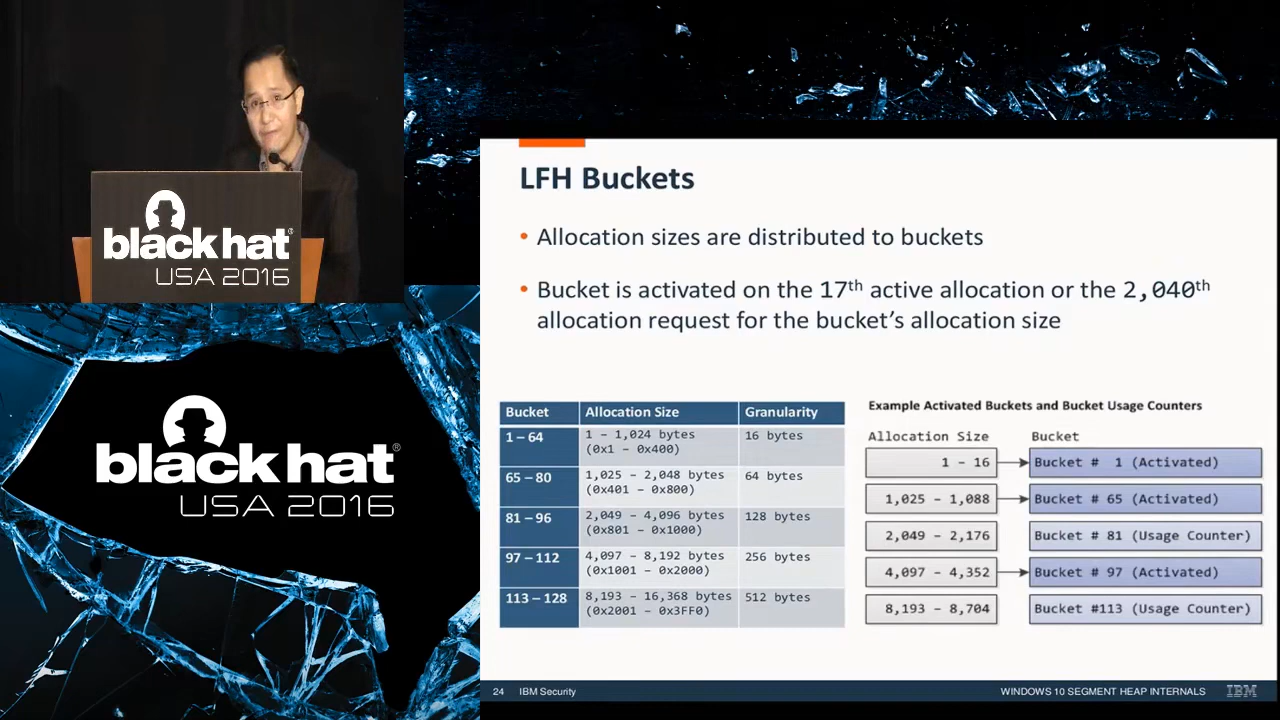 black hat
USA 2016
black hat®
USA 2016
LFH Buckets
• Allocation sizes are distributed to buckets
• Bucket is activated on the 17th active allocation or the 2,040th
allocation request for the bucket's allocation size
Bucket Allocation Size Granularity
1 – 64 1 – 1,024 bytes (0x1 – 0x400) 16 bytes
65 – 80 1,025 – 2,048 bytes (0x401 – 0x800) 64 bytes
81 – 96 2,049 – 4,096 bytes (0x801 – 0x1000) 128 bytes
97 – 112 4,097 – 8,192 bytes (0x1001 – 0x2000) 256 bytes
113 – 128 8,193 – 16,368 bytes (0x2001 – 0x3FF0) 512 bytes
Example Activated Buckets and Bucket Usage Counters
Allocation Size Bucket
1 – 16 Bucket # 1 (Activated)
1,025 – 1,088 Bucket # 65 (Activated)
2,049 – 2,176 Bucket # 81 (Usage Counter)
4,097 – 4,352 Bucket # 97 (Activated)
8,193 – 8,704 Bucket #113 (Usage Counter)
24 IBM Security WINDOWS 10 SEGMENT HEAP INTERNALS IBM